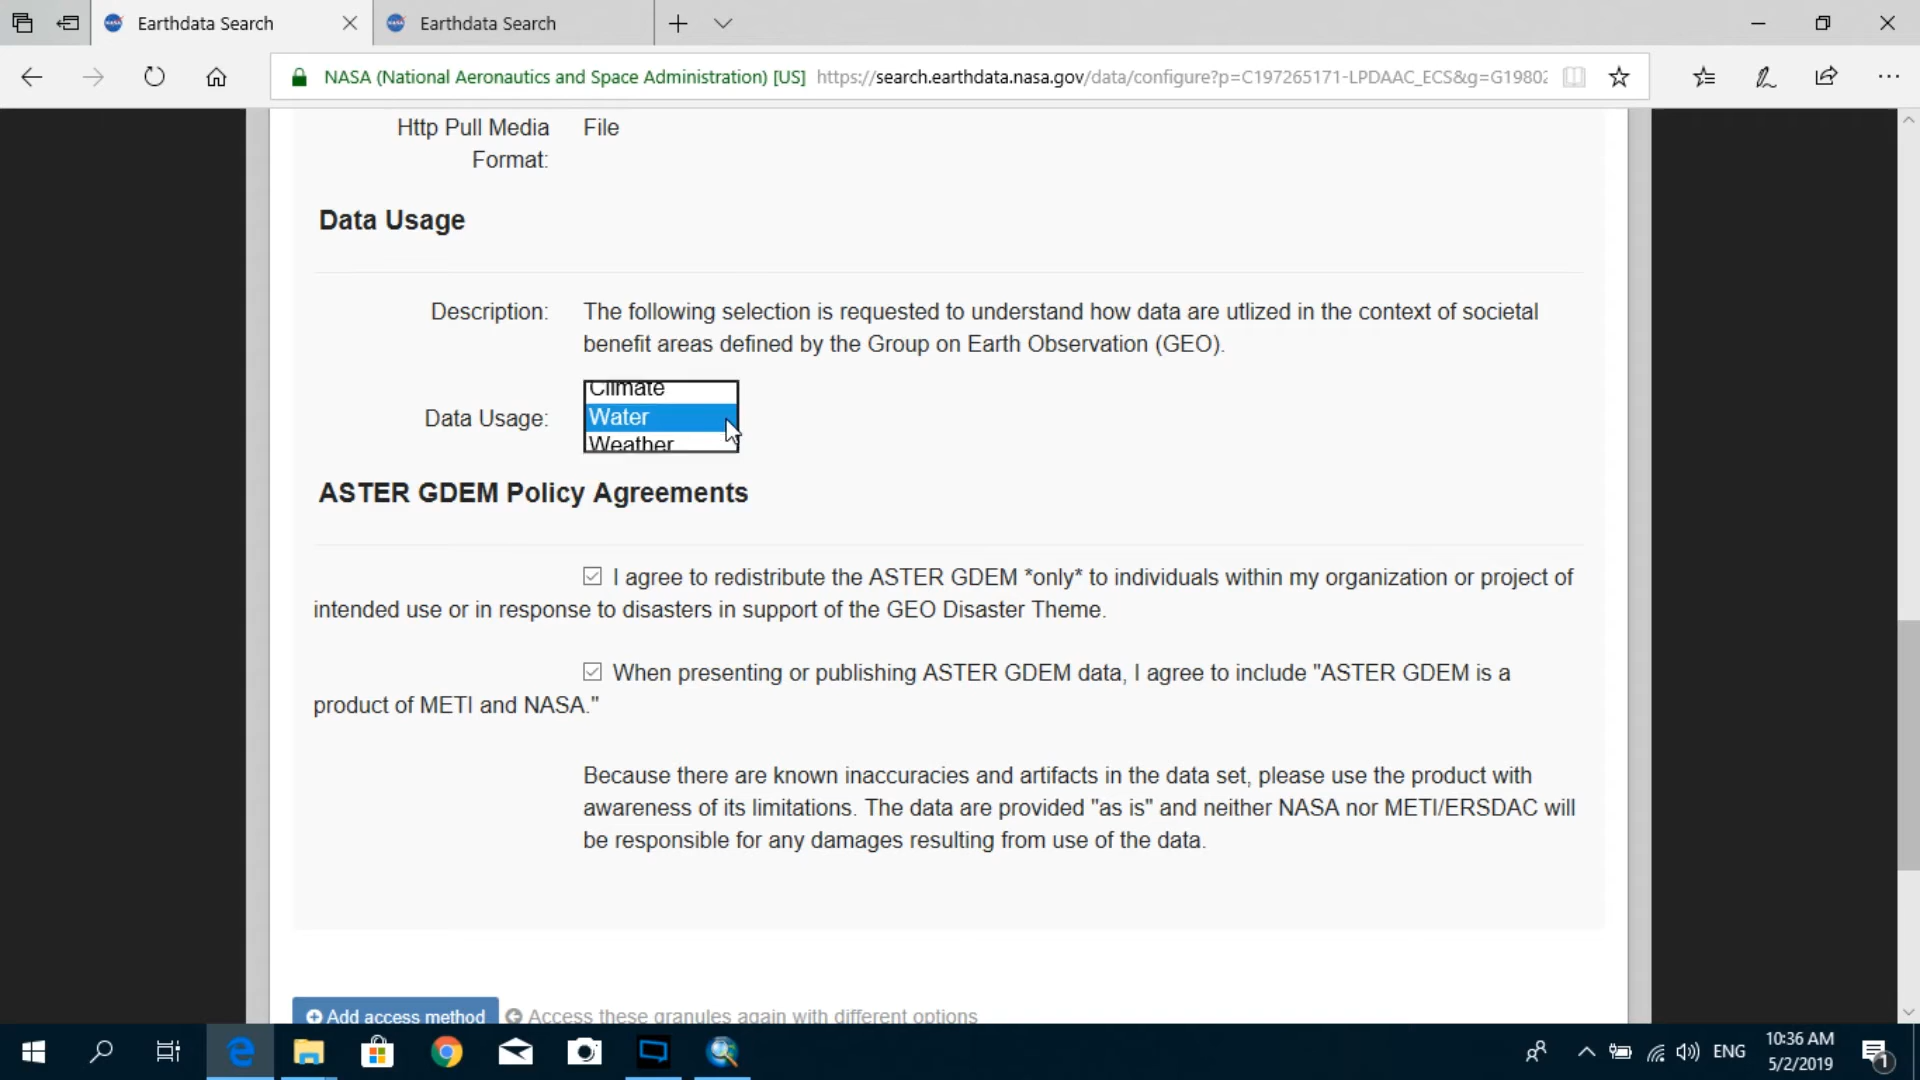 Earthdata Search
Earthdata Search
NASA (National Aeronautics and Space Administration) [US] https://search.earthdata.nasa.gov/data/configure?p=C197265171-LPDAAC_ECS&g=G19802
Http Pull Media
Format:
File
Data Usage
Description:
The following selection is requested to understand how data are utlized in the context of societal
benefit areas defined by the Group on Earth Observation (GEO).
Data Usage:
Climate
Water
Weather
ASTER GDEM Policy Agreements
I agree to redistribute the ASTER GDEM *only* to individuals within my organization or project of
intended use or in response to disasters in support of the GEO Disaster Theme.
When presenting or publishing ASTER GDEM data, I agree to include "ASTER GDEM is a
product of METI and NASA."
Because there are known inaccuracies and artifacts in the data set, please use the product with
awareness of its limitations. The data are provided "as is" and neither NASA nor METI/ERSDAC will
be responsible for any damages resulting from use of the data.
Add access method
Access these granules again with different options
ENG
10:36 AM
5/2/2019
1